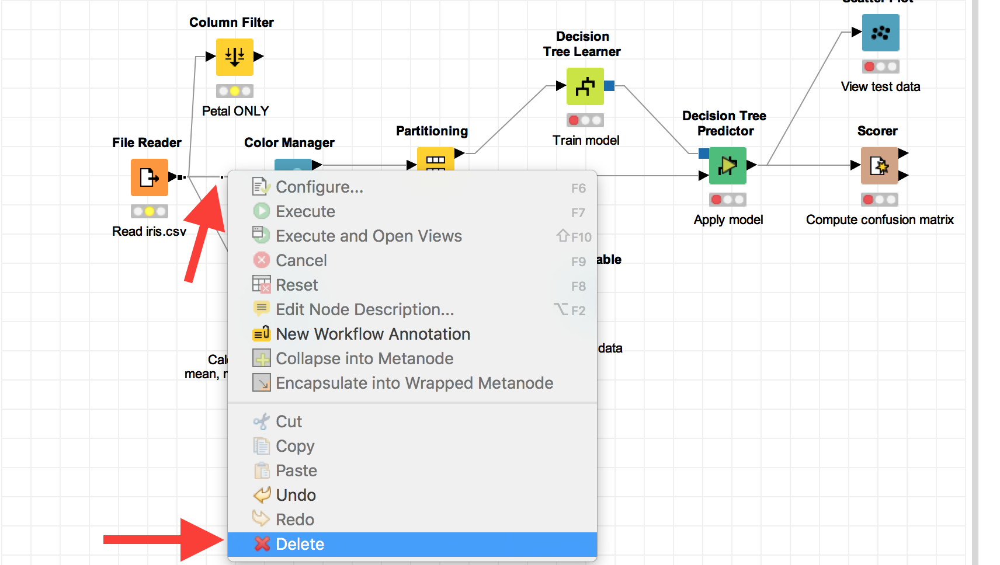 Scatter Plot
Column Filter
Decision
Tree Learner
View test data
Petal ONLY
Decision Tree
Predictor
Partitioning
Scorer
File Reader
Color Manager
Train model
Read iris.csv
Apply model
Compute confusion matrix
Configure... F6
Execute F7
Execute and Open Views ⇧F10
Cancel F9
able
Reset F8
Edit Node Description... ⌥F2
New Workflow Annotation
data
Collapse into Metanode
mean,
Encapsulate into Wrapped Metanode
Cut
Copy
Paste
Undo
Redo
Delete